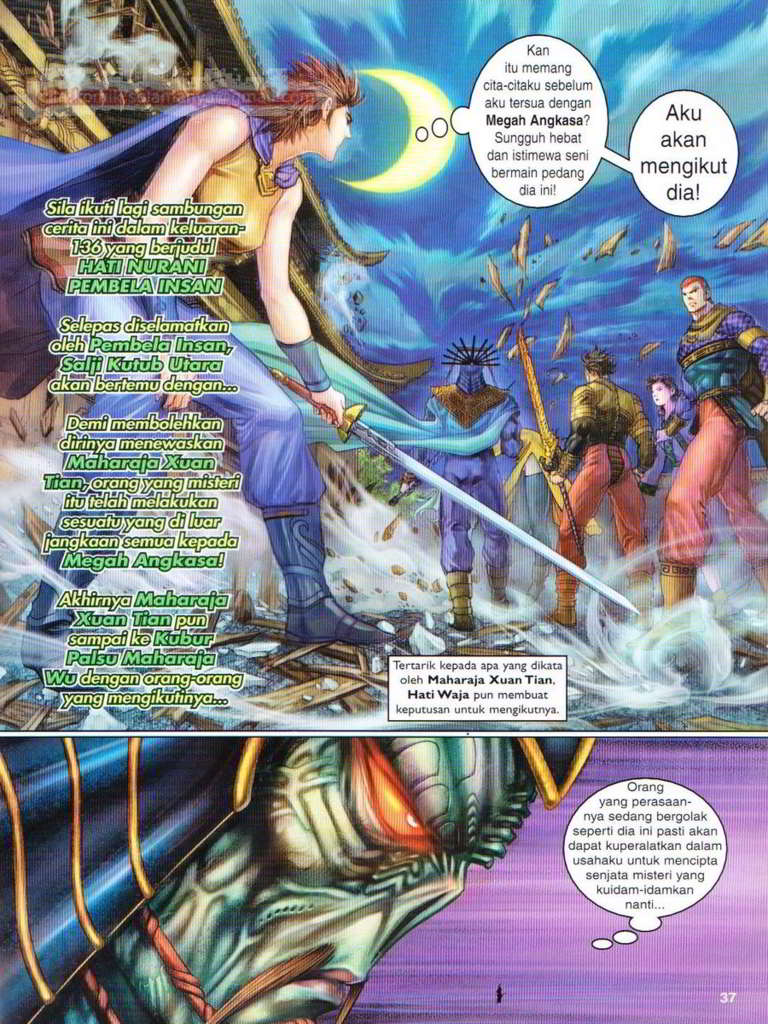 Kan
itu memang
cita-citaku sebelum
aku tersua dengan
Megah Angkasa?
Sungguh hebat
dan istimewa seni
bermain pedang
dia ini!
Aku
akan
mengikut
dia!
Sila ikuti lagi sambungan
cerita ini dalam keluaran-
136 yang berjudul
HATI NURANI
PEMBELA INSAN
Selepas diselamatkan
oleh Pembela Insan,
Salji Kutub Utara
akan bertemu dengan...
Demi membolehkan
dirinya menewaskan
Maharaja Xuan
Tian, orang yang misteri
itu telah melakukan
sesuatu yang di luar
jangkaan semua kepada
Megah Angkasa!
Akhirnya Maharaja
Xuan Tian pun
sampai ke Kubur
Palsu Maharaja
Wu dengan orang-orang
yang mengikutinya...
Tertarik kepada apa yang dikata
oleh Maharaja Xuan Tian,
Hati Waja pun membuat
keputusan untuk mengikutnya.
Orang
yang perasaan-
nya sedang bergolak
seperti dia ini pasti akan
dapat kuperalatkan dalam
usahaku untuk mencipta
senjata misteri yang
kuidam-idamkan
nanti...
37